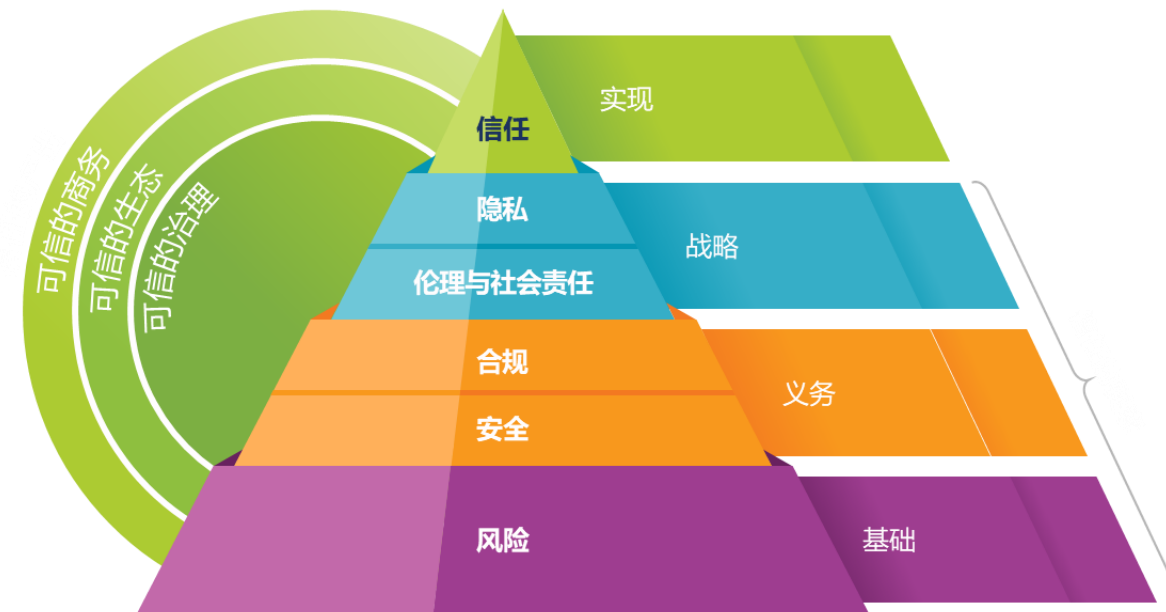 信任
实现
隐私
伦理与社会责任
战略
合规
安全
义务
风险
基础
可信的商务
可信的生态
可信的治理